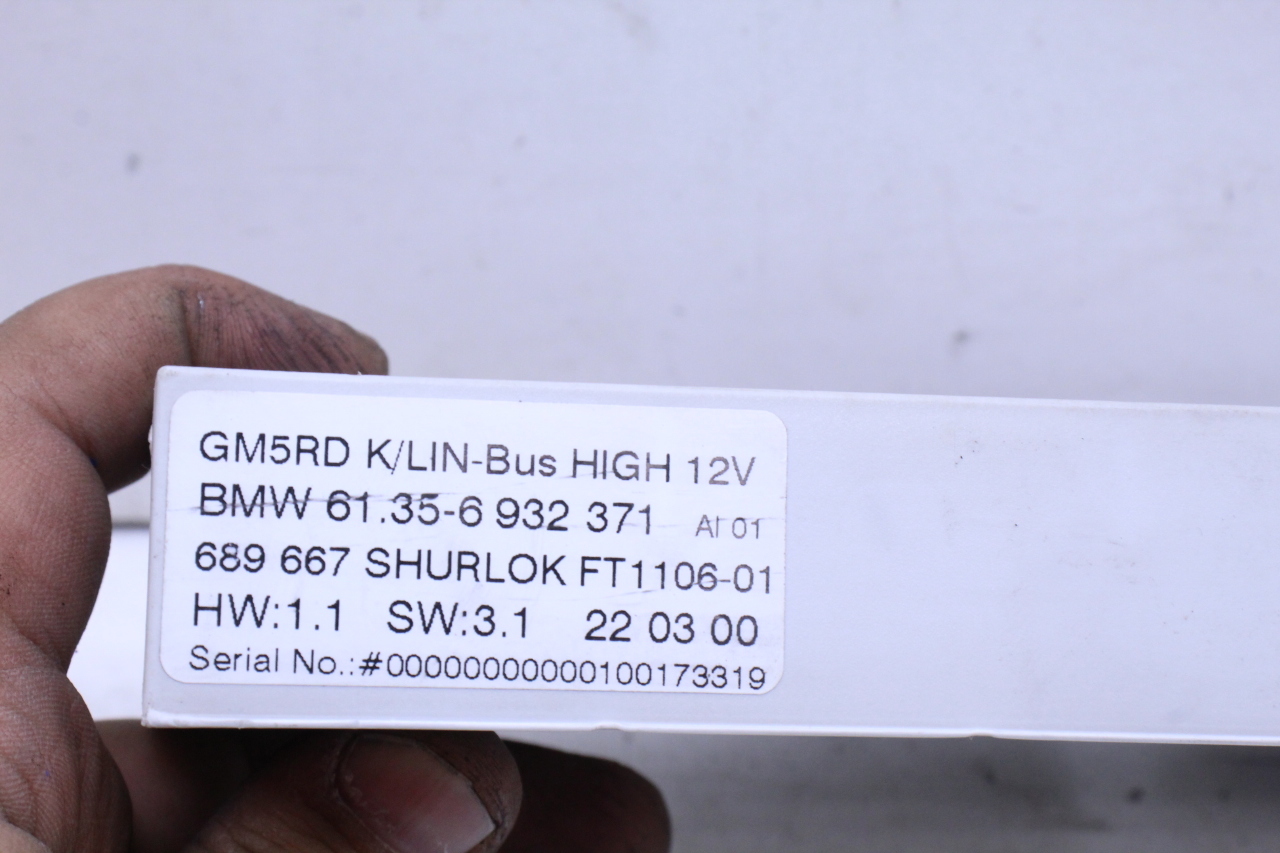 GM5RD K/LIN-Bus HIGH 12V
BMW 61.35-6 932 371 AI 01
689 667 SHURLOK FT1106-01
HW:1.1 SW:3.1 22 03 00
Serial No.:#00000000000100173319